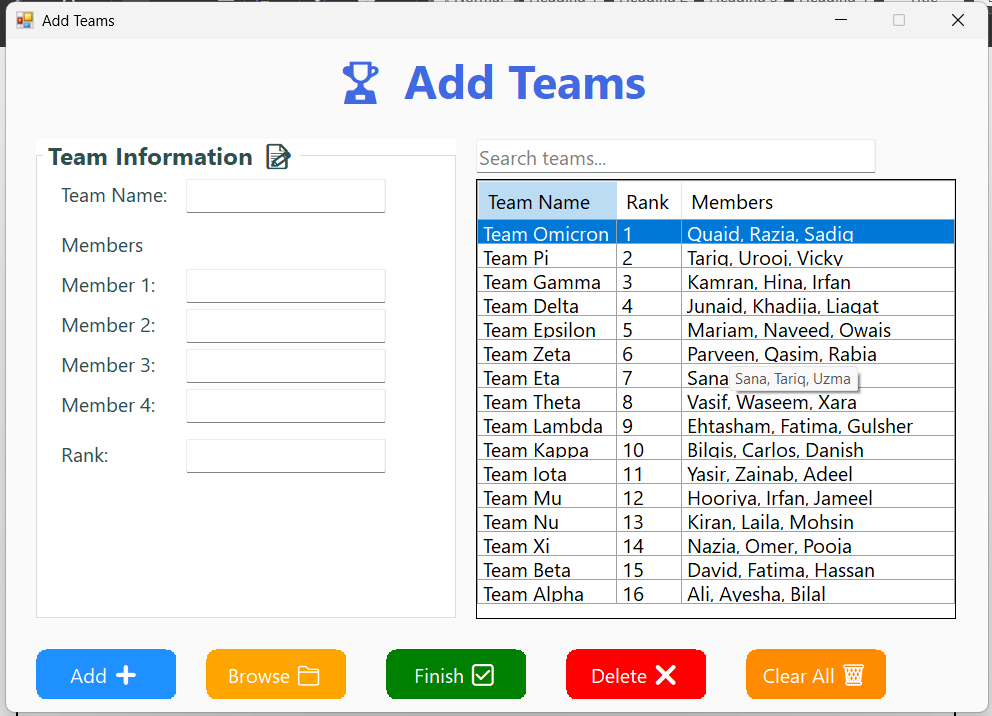 Add Teams
Add Teams
Team Information
Team Name:
Members
Member 1:
Member 2:
Member 3:
Member 4:
Rank:
Search teams...
Team Name Rank Members
Team Omicron 1 Quaid, Razia, Sadiq
Team Pi 2 Tariq, Urooj, Vicky
Team Gamma 3 Kamran, Hina, Irfan
Team Delta 4 Junaid, Khadija, Liaqat
Team Epsilon 5 Mariam, Naveed, Owais
Team Zeta 6 Parveen, Qasim, Rabia
Team Eta 7 Sana
Sana, Tariq, Uzma
Team Theta 8 Vasif, Waseem, Xara
Team Lambda 9 Ehtasham, Fatima, Gulsher
Team Kappa 10 Bilqis, Carlos, Danish
Team Iota 11 Yasir, Zainab, Adeel
Team Mu 12 Hooriya, Irfan, Jameel
Team Nu 13 Kiran, Laila, Mohsin
Team Xi 14 Nazia, Omer, Pooja
Team Beta 15 David, Fatima, Hassan
Team Alpha 16 Ali, Ayesha, Bilal
Add Browse Finish Delete Clear All